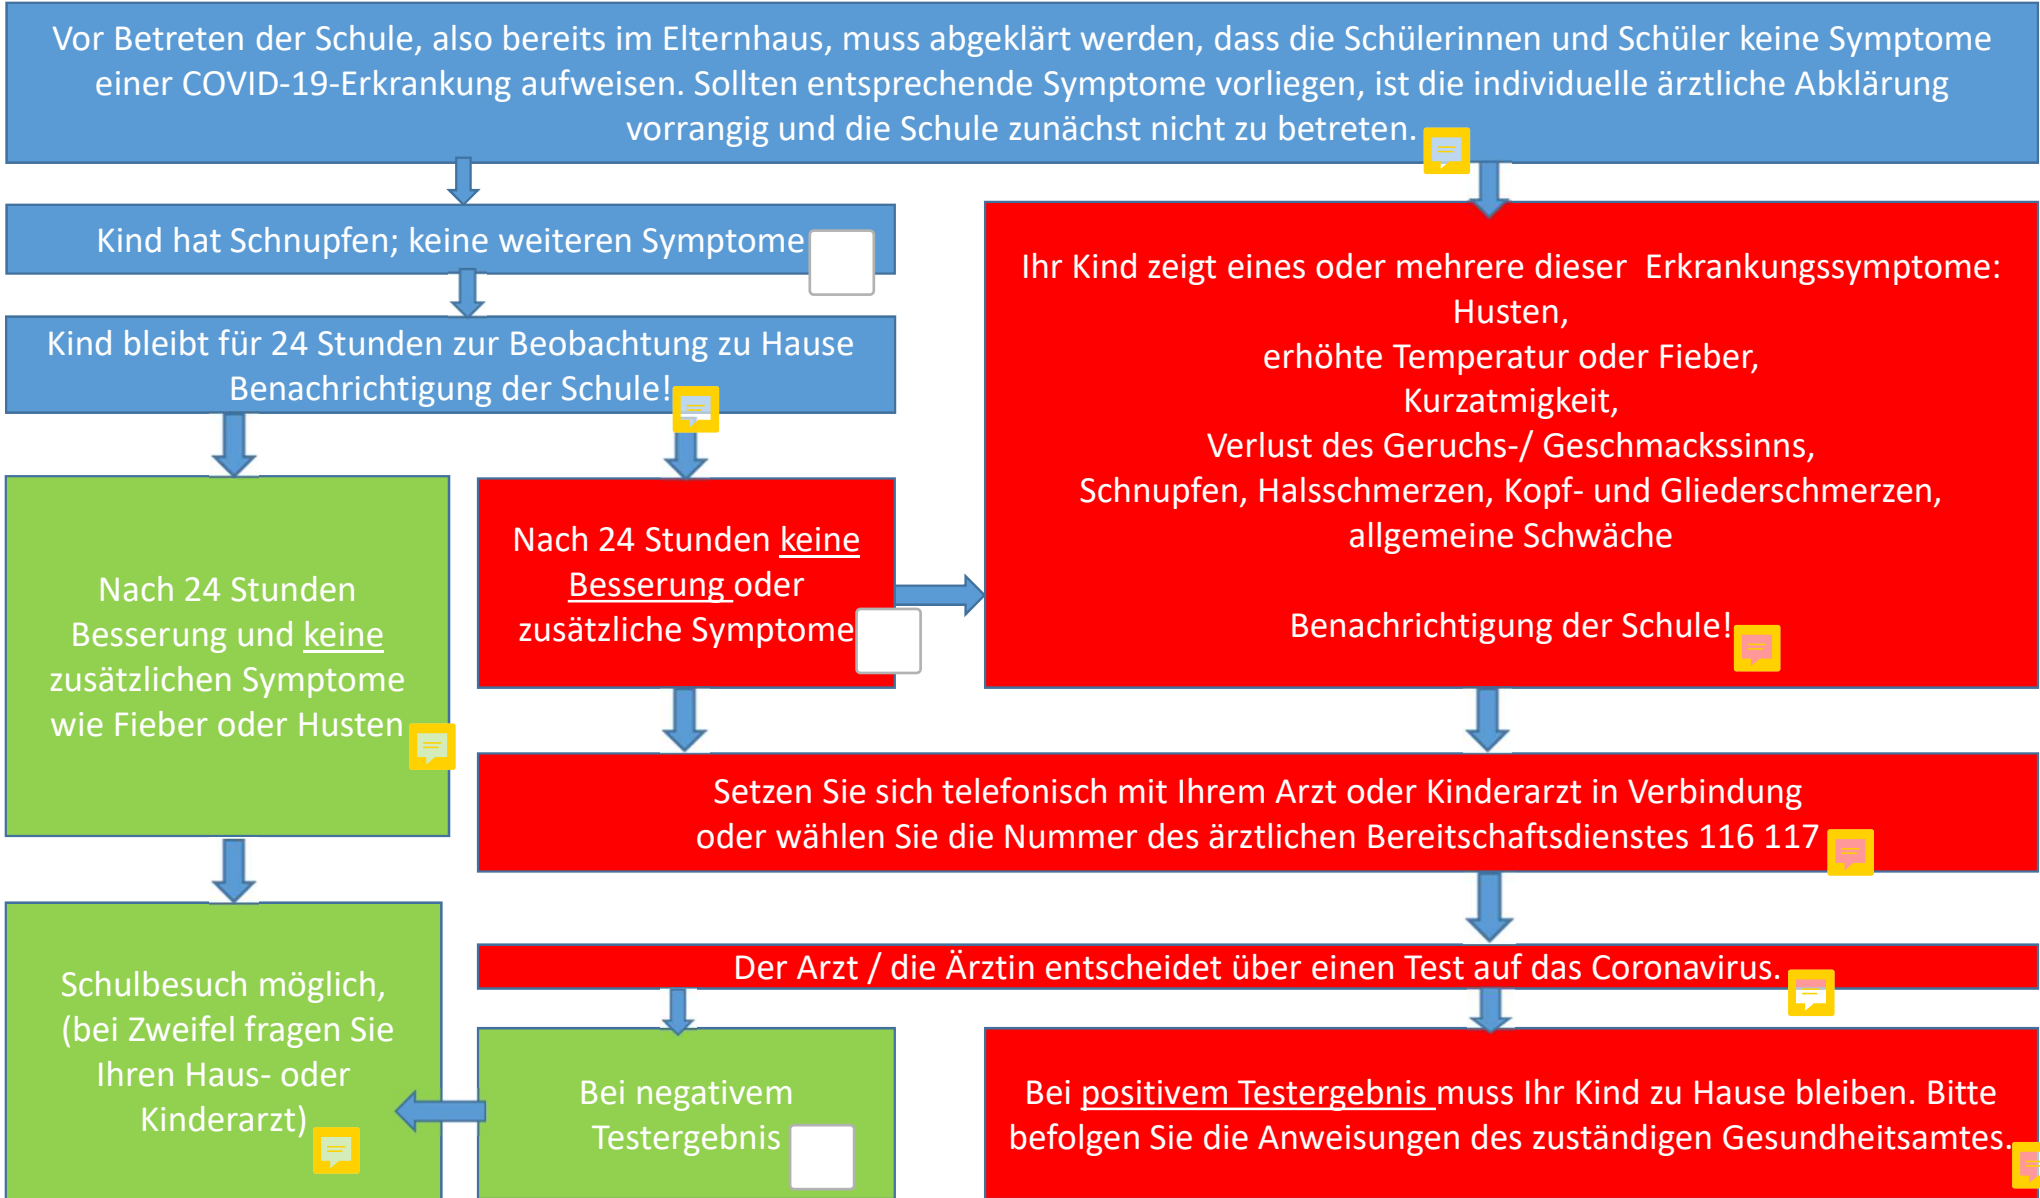 Vor Betreten der Schule, also bereits im Elternhaus, muss abgeklärt werden, dass die Schülerinnen und Schüler keine Symptome
einer COVID-19-Erkrankung aufweisen. Sollten entsprechende Symptome vorliegen, ist die individuelle ärztliche Abklärung
vorrangig und die Schule zunächst nicht zu betreten.
Kind hat Schnupfen; keine weiteren Symptome
Kind bleibt für 24 Stunden zur Beobachtung zu Hause
Benachrichtigung der Schule!
Nach 24 Stunden
Besserung und keine
zusätzlichen Symptome
wie Fieber oder Husten
Nach 24 Stunden keine
Besserung oder
zusätzliche Symptome
Ihr Kind zeigt eines oder mehrere dieser Erkrankungssymptome:
Husten,
erhöhte Temperatur oder Fieber,
Kurzatmigkeit,
Verlust des Geruchs-/ Geschmackssinns,
Schnupfen, Halsschmerzen, Kopf- und Gliederschmerzen,
allgemeine Schwäche
Benachrichtigung der Schule!
Setzen Sie sich telefonisch mit Ihrem Arzt oder Kinderarzt in Verbindung
oder wählen Sie die Nummer des ärztlichen Bereitschaftsdienstes 116 117
Der Arzt / die Ärztin entscheidet über einen Test auf das Coronavirus.
Schulbesuch möglich,
(bei Zweifel fragen Sie
Ihren Haus- oder
Kinderarzt)
Bei negativem
Testergebnis
Bei positivem Testergebnis muss Ihr Kind zu Hause bleiben. Bitte
befolgen Sie die Anweisungen des zuständigen Gesundheitsamtes.